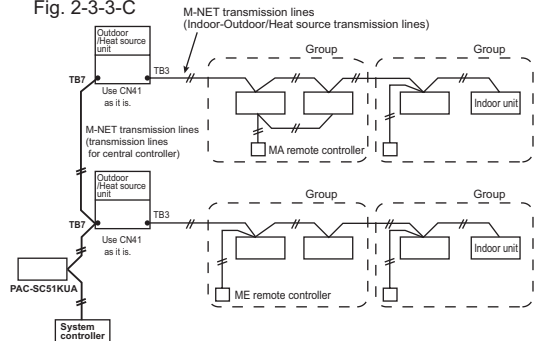 Fig. 2-3-3-C
M-NET transmission lines
(Indoor-Outdoor/Heat source transmission lines)
Outdoor
/Heat source
unit
TB3
TB7
Use CN41
as it is.
Group
Group
Indoor unit
MA remote controller
M-NET transmission lines
(transmission lines
for central controller)
Outdoor
/Heat source
unit
TB3
TB7
Use CN41
as it is.
Group
Group
Indoor unit
ME remote controller
PAC-SC51KUA
System
controller